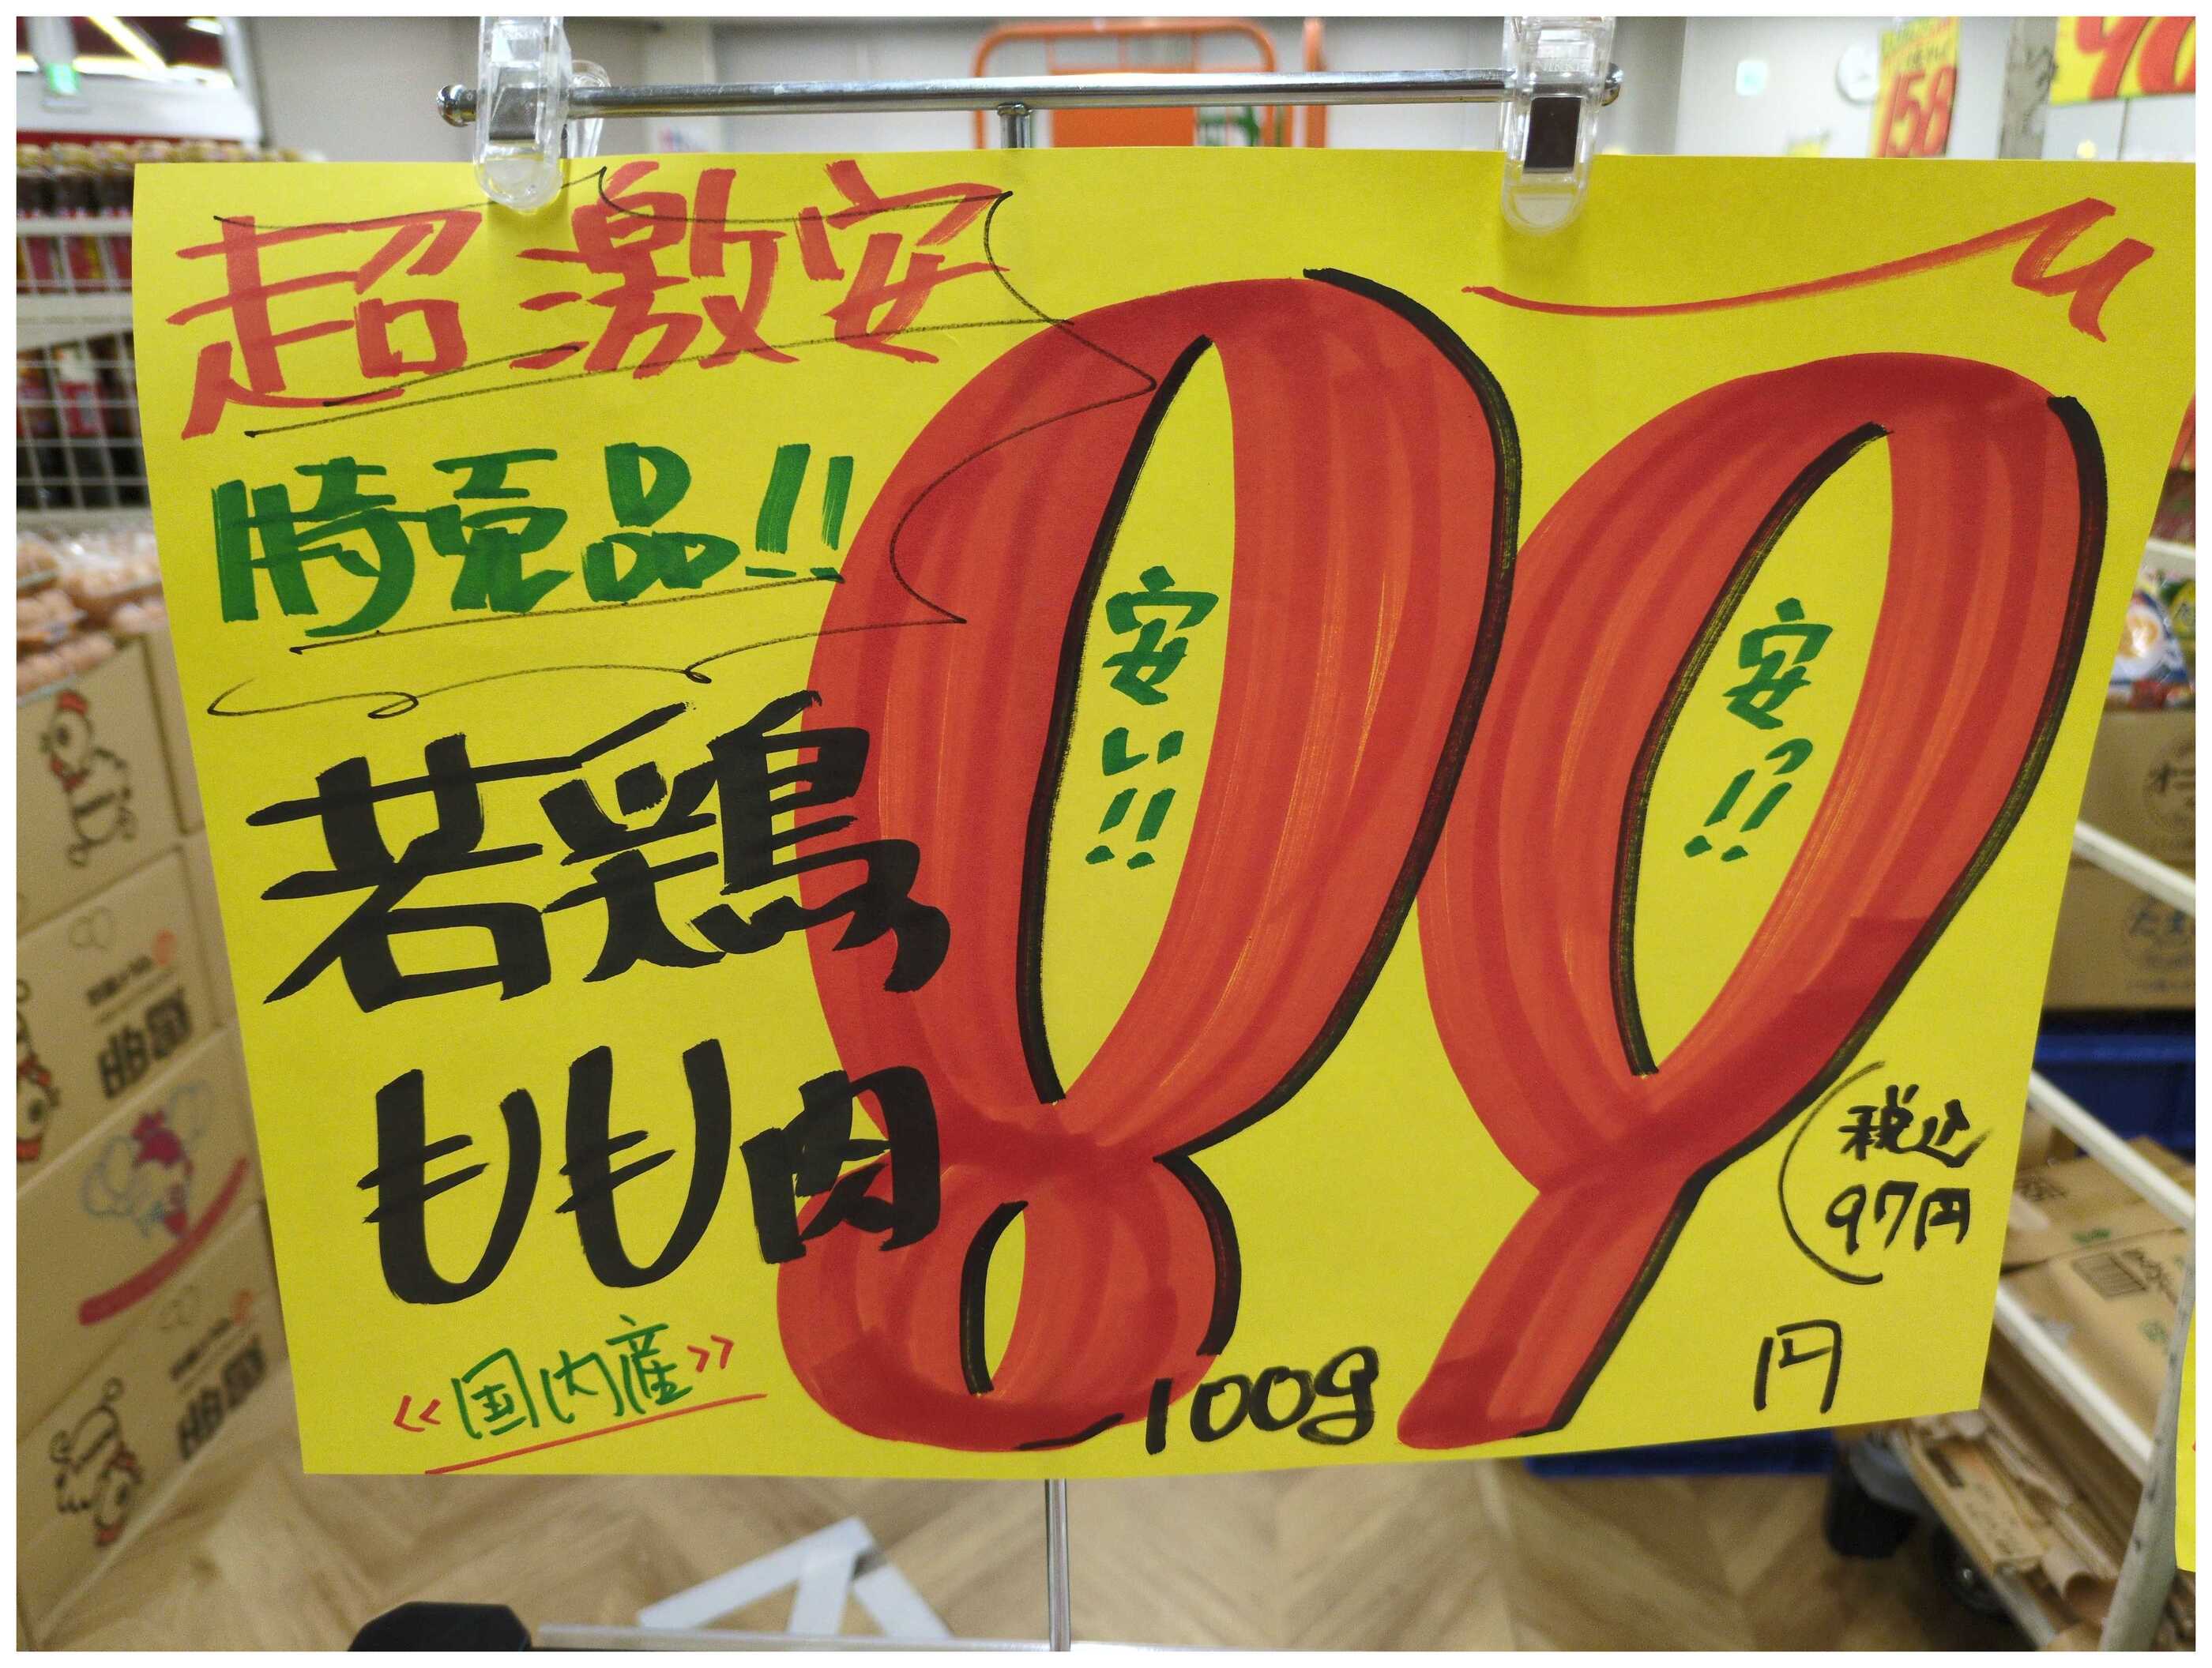 超激安
特売品!!
若鶏
もも肉
≪国内産≫
89
安い!!
安っ!!
100g
(税込
97円
円
158